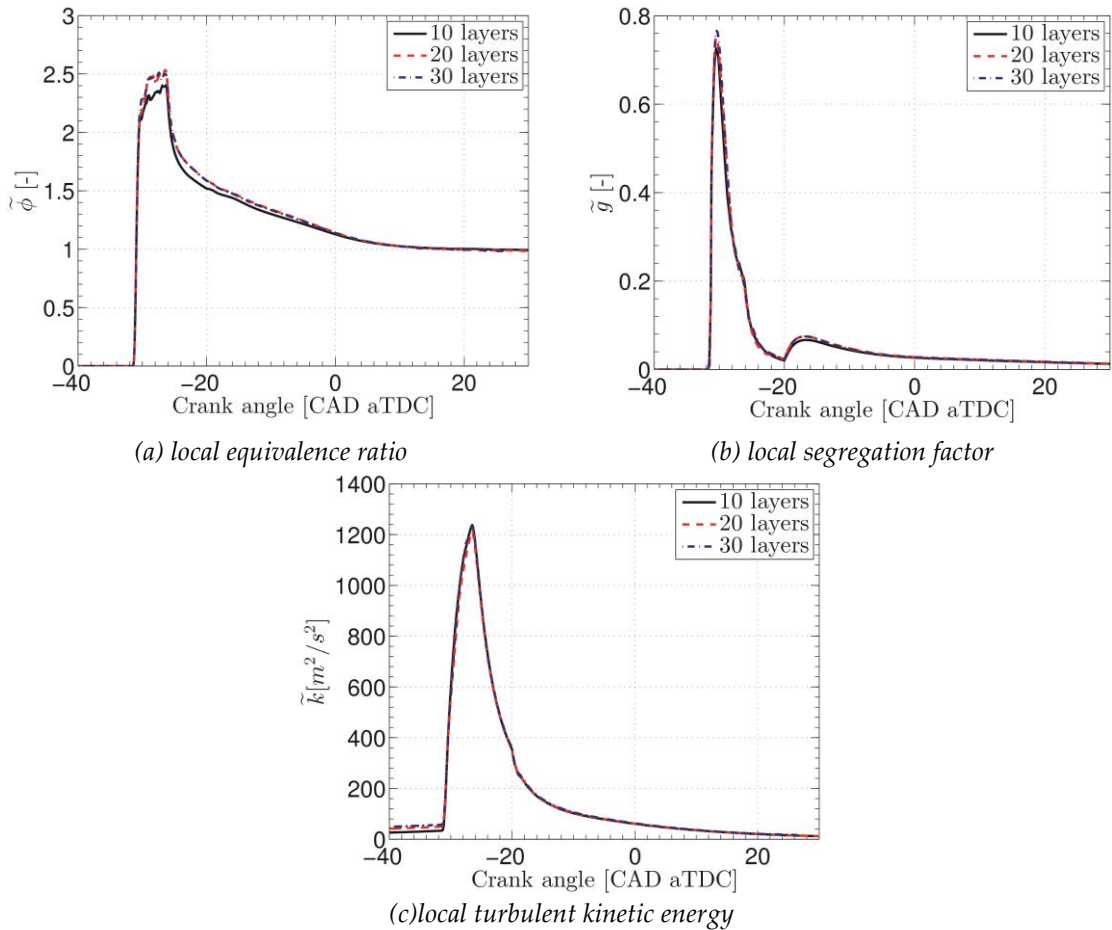 3
2.5
2
1.5
1
0.5
0
−40
−20
0
20
ϕ̃ [-]
Crank angle [CAD aTDC]
10 layers
20 layers
30 layers
(a) local equivalence ratio
0.8
0.6
0.4
0.2
0
−40
−20
0
20
g̃ [-]
Crank angle [CAD aTDC]
10 layers
20 layers
30 layers
(b) local segregation factor
1400
1200
1000
800
600
400
200
0
−40
−20
0
20
k̃[m²/s²]
Crank angle [CAD aTDC]
10 layers
20 layers
30 layers
(c)local turbulent kinetic energy